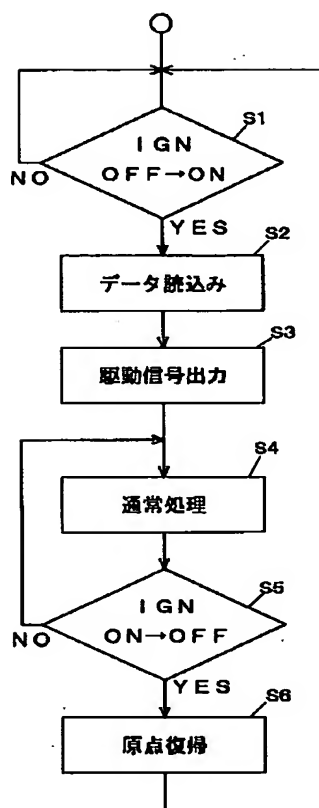 S1
IGN
OFF→ON
NO
YES
S2
データ読込み
S3
駆動信号出力
S4
通常処理
S5
IGN
ON→OFF
NO
YES
S6
原点復帰